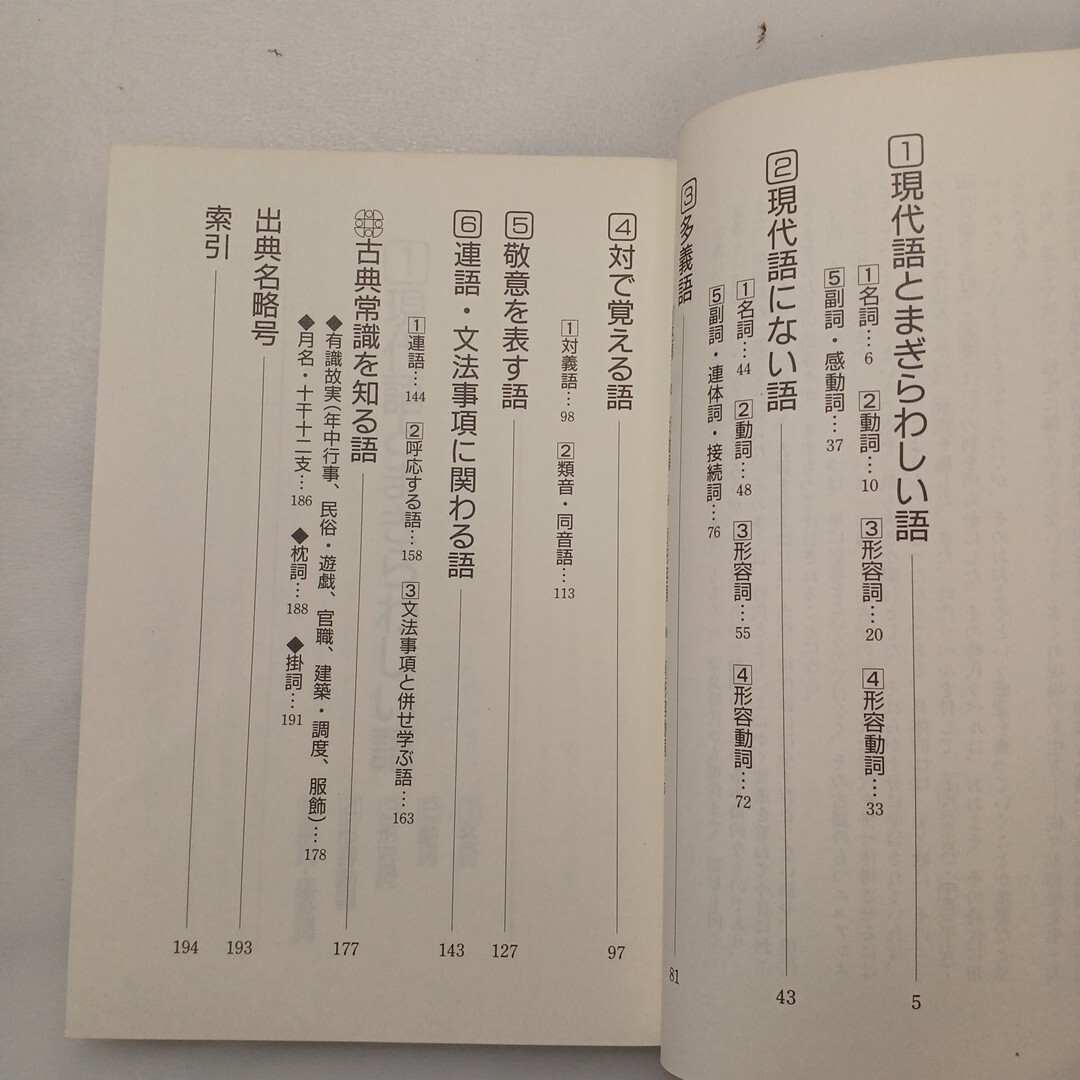 1 現代語とまぎらわしい語 5
1 名詞…6 2 動詞…10 3 形容詞…20 4 形容動詞…33
5 副詞・感動詞…37
2 現代語にない語 43
1 名詞…44 2 動詞…48 3 形容詞…55 4 形容動詞…72
5 副詞・連体詞・接続詞…76
3 多義語 81
4 対で覚える語 97
1 対義語…98 2 類音・同音語…113
5 敬意を表す語 127
6 連語・文法事項に関わる語 143
1 連語…144 2 呼応する語…158 3 文法事項と併せ学ぶ語…163
古典常識を知る語 177
◆有識故実(年中行事、民俗・遊戯、官職、建築・調度、服飾)…178
◆月名・十干十二支…186 ◆枕詞…188 ◆掛詞…191
出典名略号 193
索引 194